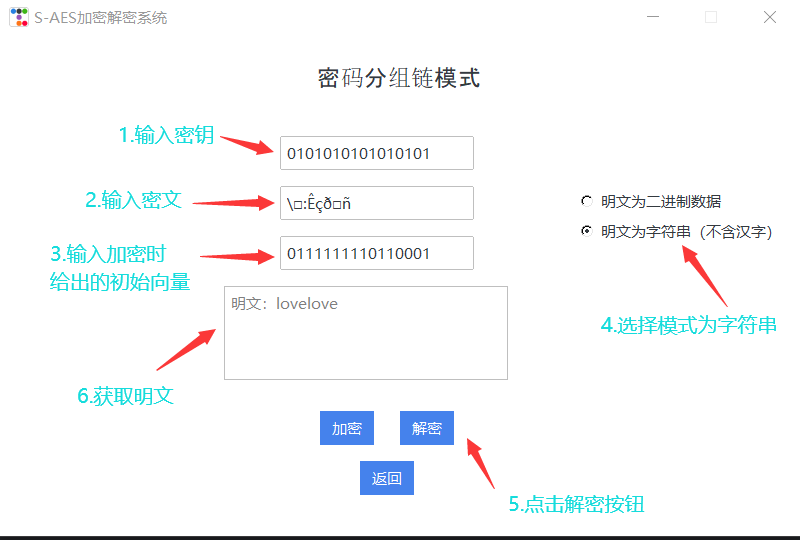 S-AES加密解密系统
密码分组链模式
1.输入密钥
0101010101010101
2.输入密文
\□:Êçð□ñ
明文为二进制数据
明文为字符串（不含汉字）
3.输入加密时
给出的初始向量
0111111110110001
4.选择模式为字符串
明文：lovelove
6.获取明文
加密
解密
返回
5.点击解密按钮